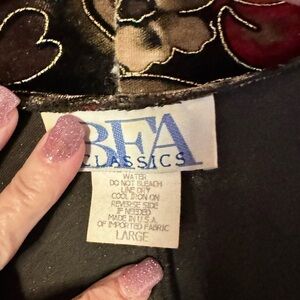 BFA
CLASSICS
WATER
DO NOT BLEACH
LINE DRY
COOL IRON ON
REVERSE SIDE
IF NEEDED
MADE IN U.S.A.
OF IMPORTED FABRIC
LARGE